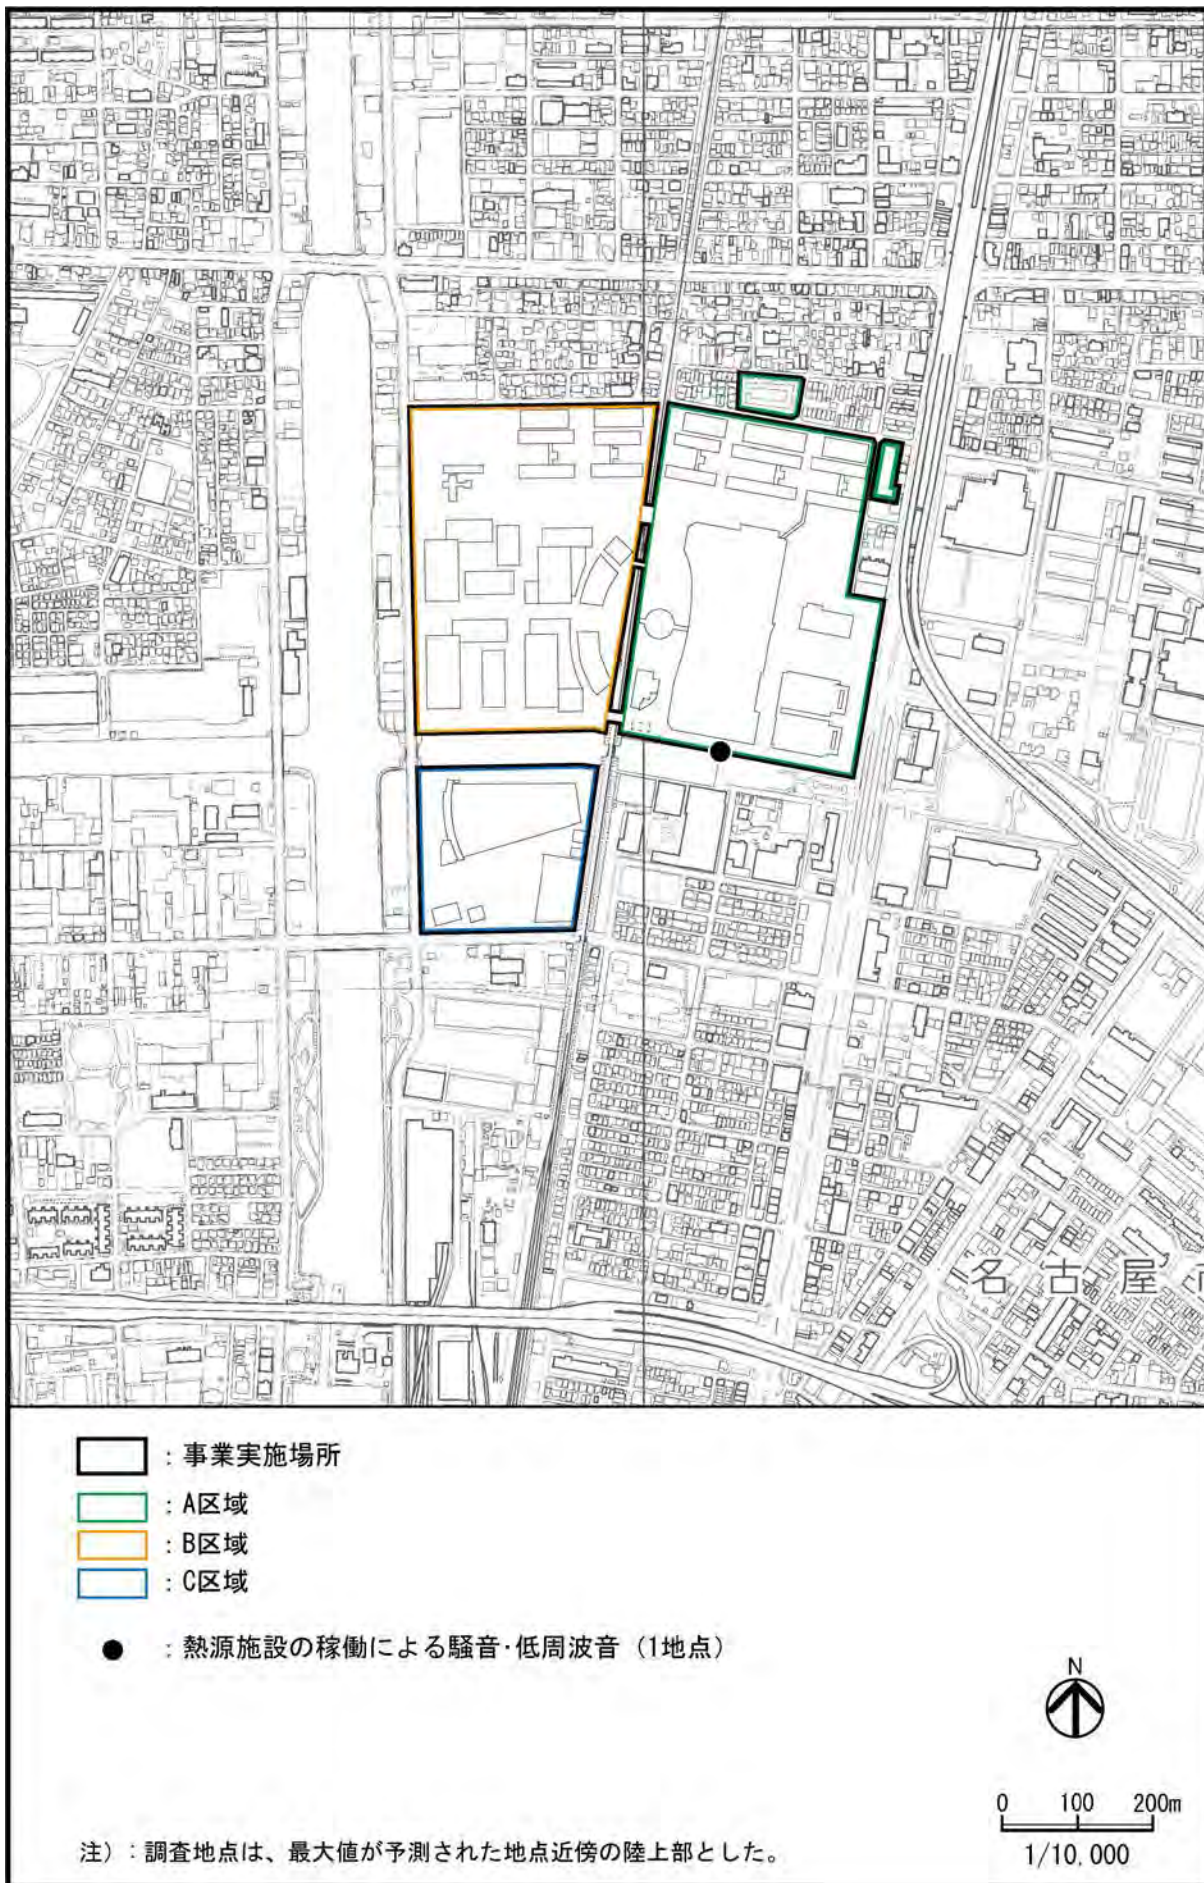 名古屋
：事業実施場所
：A区域
：B区域
：C区域
：熱源施設の稼働による騒音・低周波音（1地点）
N
0 100 200m
1/10,000
注）：調査地点は、最大値が予測された地点近傍の陸上部とした。